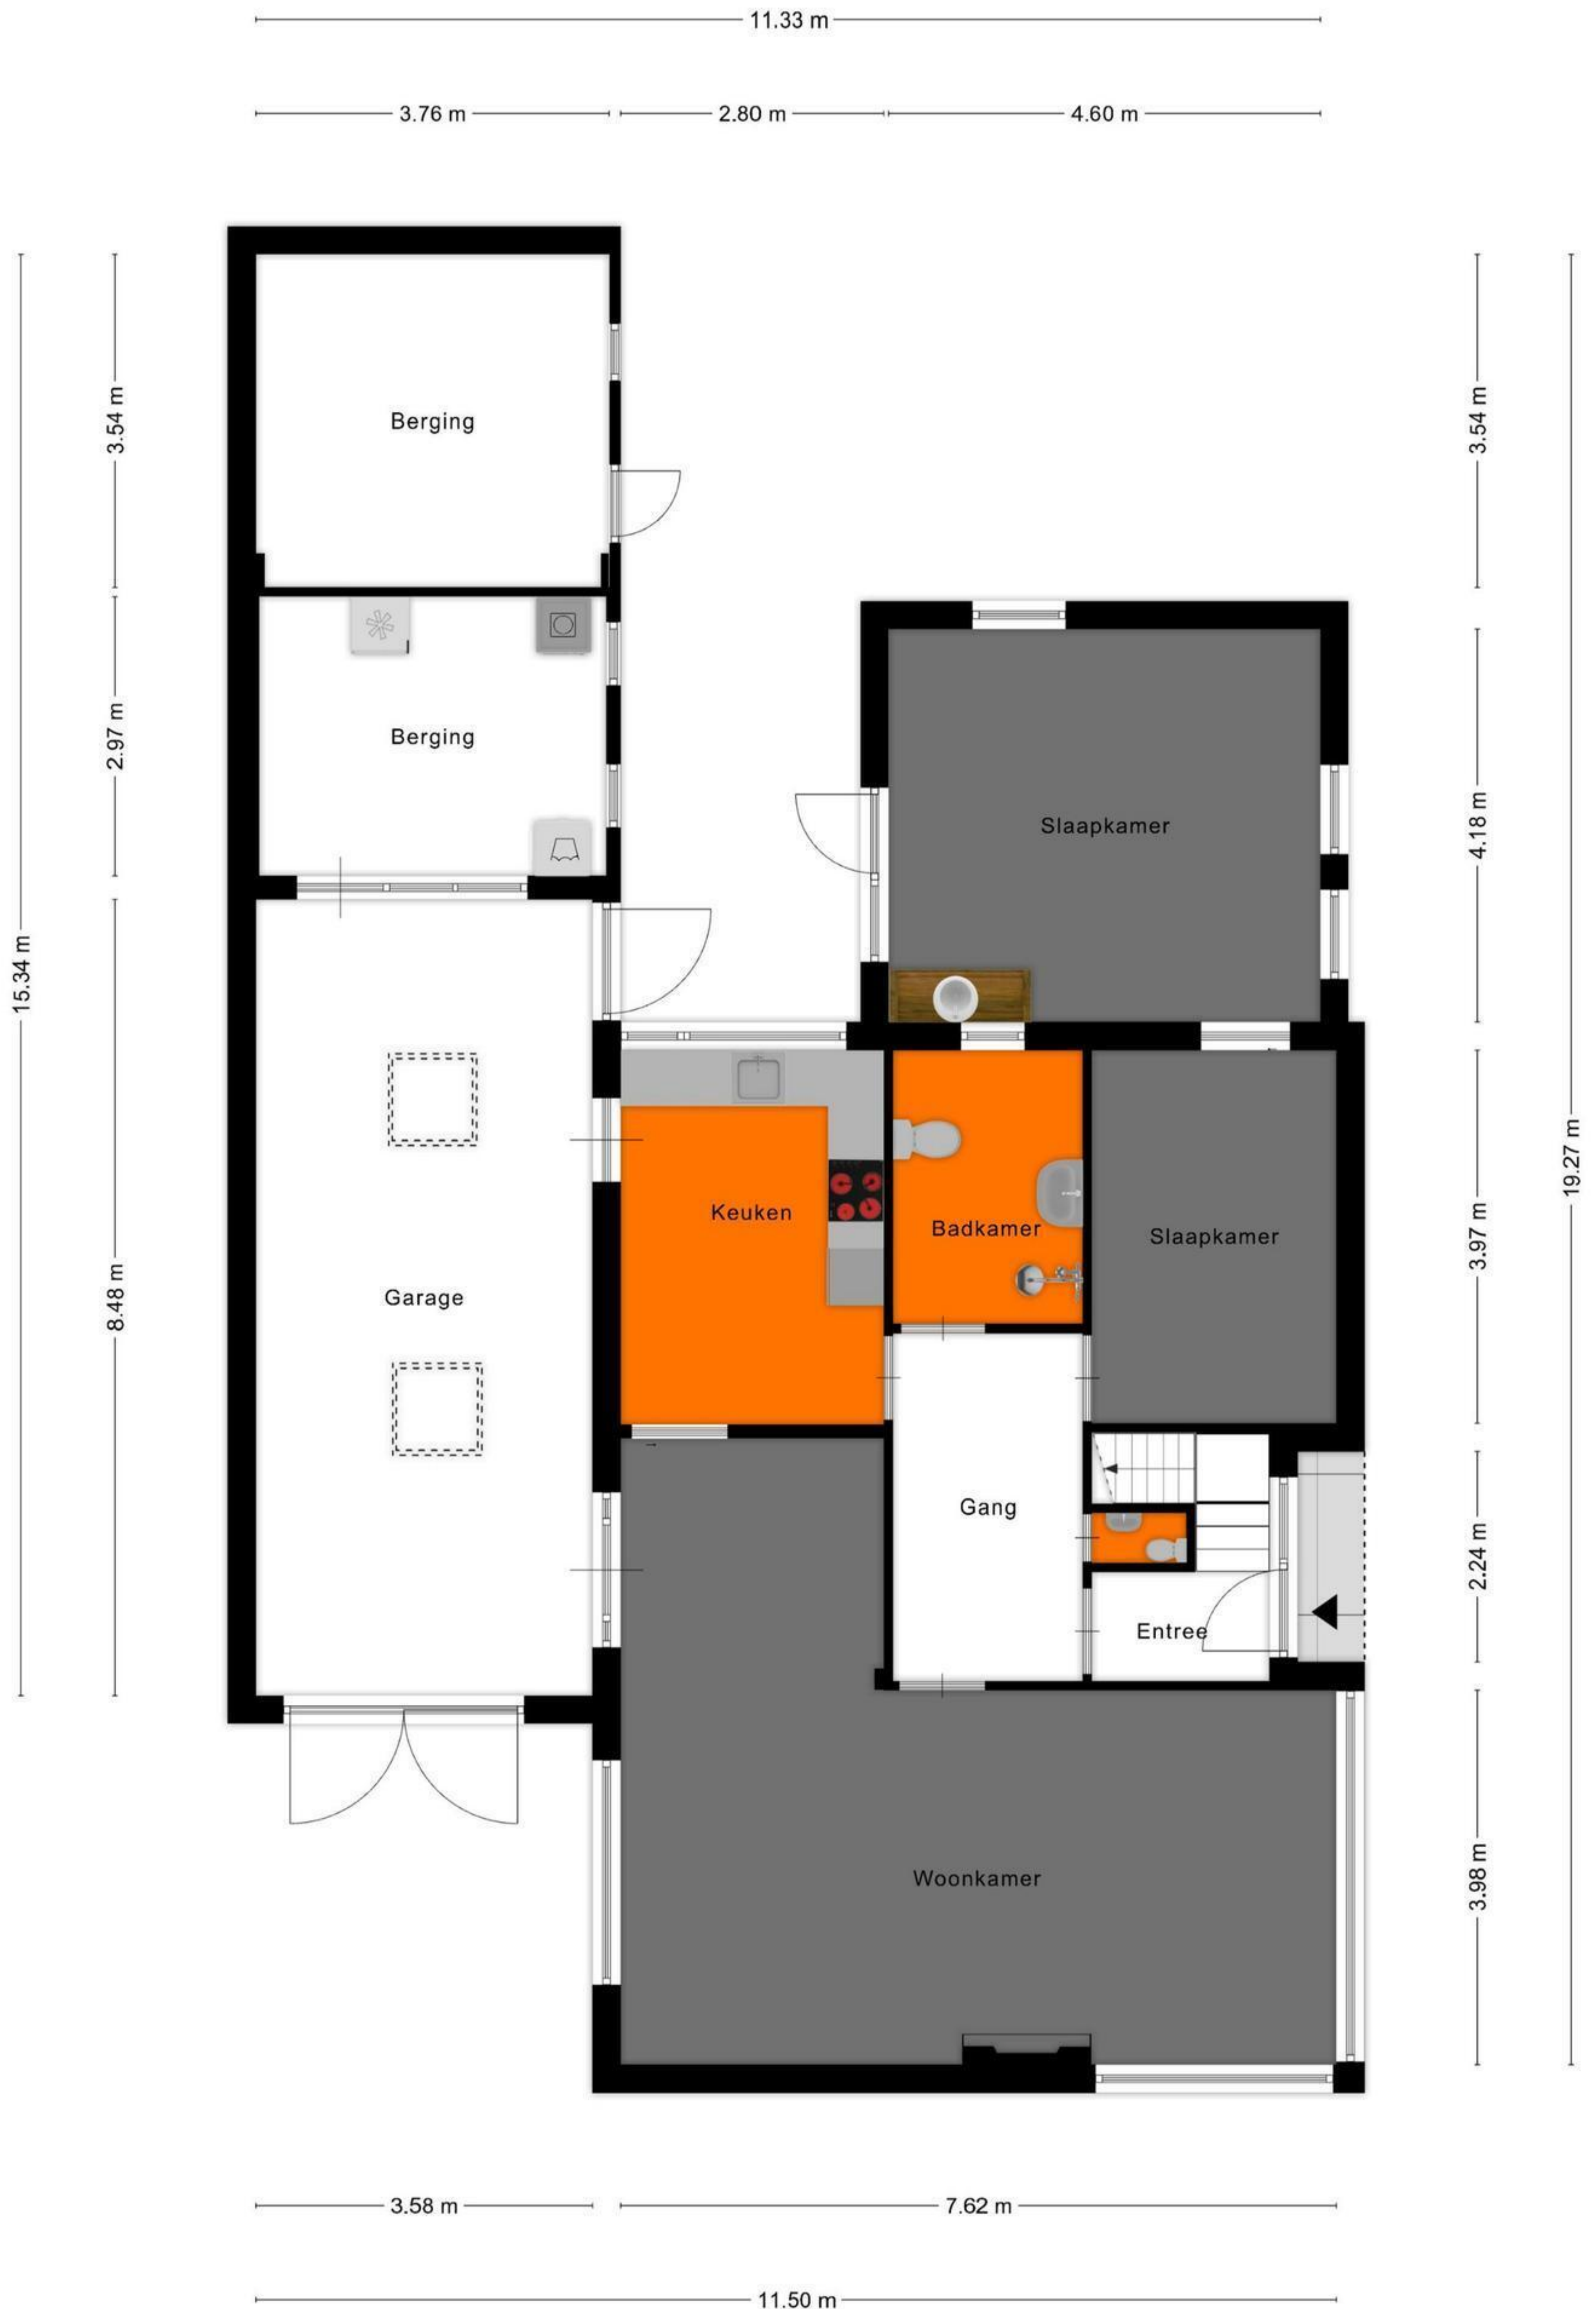 11.33 m
3.76 m
2.80 m
4.60 m
3.54 m
3.54 m
Berging
2.97 m
Berging
4.18 m
Slaapkamer
15.34 m
19.27 m
Keuken
Badkamer
Slaapkamer
3.97 m
8.48 m
Garage
Gang
2.24 m
Entree
Woonkamer
3.98 m
3.58 m
7.62 m
11.50 m